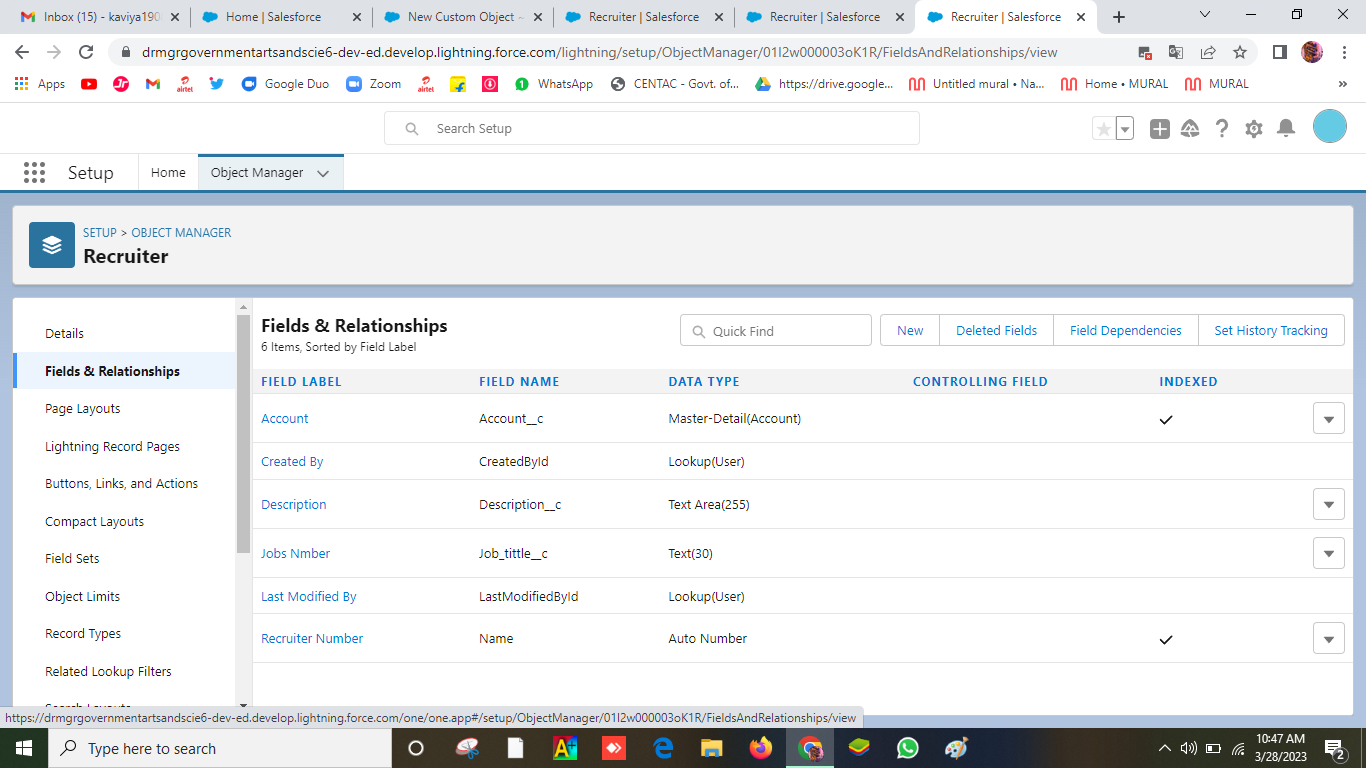 Inbox (15) - kaviya190
Home | Salesforce
New Custom Object ~
Recruiter | Salesforce
Recruiter | Salesforce
Recruiter | Salesforce
drmgrgovernmentartsandscie6-dev-ed.develop.lightning.force.com/lightning/setup/ObjectManager/01I2w000003oK1R/FieldsAndRelationships/view
Apps
airtel
Google Duo
Zoom
airtel
WhatsApp
CENTAC - Govt. of...
https://drive.google...
Untitled mural • Na...
Home • MURAL
MURAL
»
Search Setup
Setup
Home
Object Manager
SETUP > OBJECT MANAGER
Recruiter
Details
Fields & Relationships
Page Layouts
Lightning Record Pages
Buttons, Links, and Actions
Compact Layouts
Field Sets
Object Limits
Record Types
Related Lookup Filters
Search Layouts
Fields & Relationships
6 Items, Sorted by Field Label
Quick Find
New
Deleted Fields
Field Dependencies
Set History Tracking
FIELD LABEL FIELD NAME DATA TYPE CONTROLLING FIELD INDEXED
Account Account__c Master-Detail(Account)
Created By CreatedById Lookup(User)
Description Description__c Text Area(255)
Jobs Nmber Job_tittle__c Text(30)
Last Modified By LastModifiedById Lookup(User)
Recruiter Number Name Auto Number
https://drmgrgovernmentartsandscie6-dev-ed.develop.lightning.force.com/one/one.app#/setup/ObjectManager/01I2w000003oK1R/FieldsAndRelationships/view
Type here to search
10:47 AM
3/28/2023
2